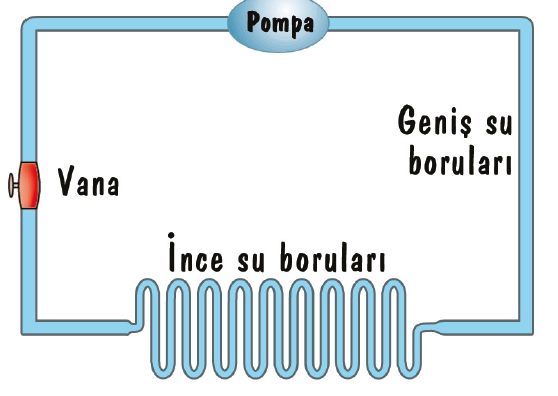 Pompa
Geniş su
boruları
Vana
İnce su boruları